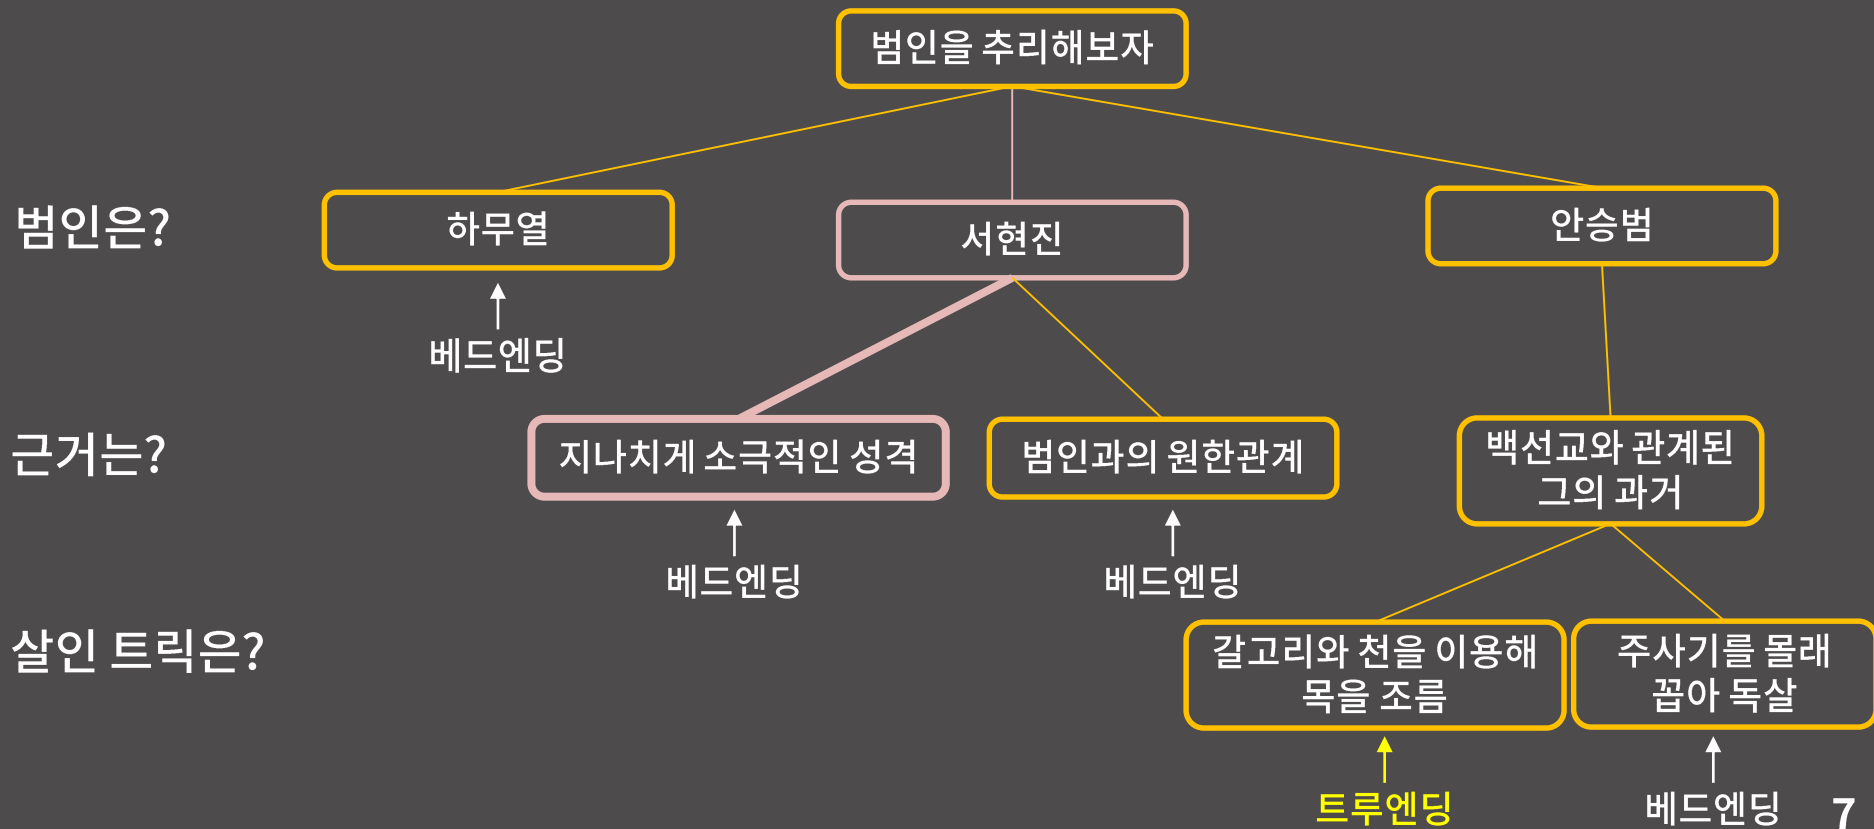 범인을 추리해보자
범인은?
하무열
서현진
안승범
베드엔딩
근거는?
지나치게 소극적인 성격
범인과의 원한관계
백선교와 관계된
그의 과거
베드엔딩
베드엔딩
살인 트릭은?
갈고리와 천을 이용해
목을 조름
주사기를 몰래
꼽아 독살
트루엔딩
베드엔딩
7